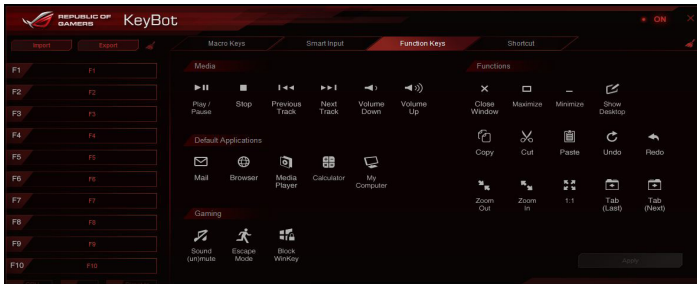 REPUBLIC OF
GAMERS
KeyBot
ON
Import
Export
Macro Keys
Smart Input
Function Keys
Shortcut
F1
F1
F2
F2
F3
F3
F4
F4
F5
F5
F6
F6
F7
F7
F8
F8
F9
F9
F10
F10
Media
Play /
Pause
Stop
Previous
Track
Next
Track
Volume
Down
Volume
Up
Default Applications
Mail
Browser
Media
Player
Calculator
My
Computer
Gaming
Sound
(un)mute
Escape
Mode
Block
WinKey
Functions
Close
Window
Maximize
Minimize
Show
Desktop
Copy
Cut
Paste
Undo
Redo
Zoom
Out
Zoom
In
1:1
Tab
(Last)
Tab
(Next)
Apply